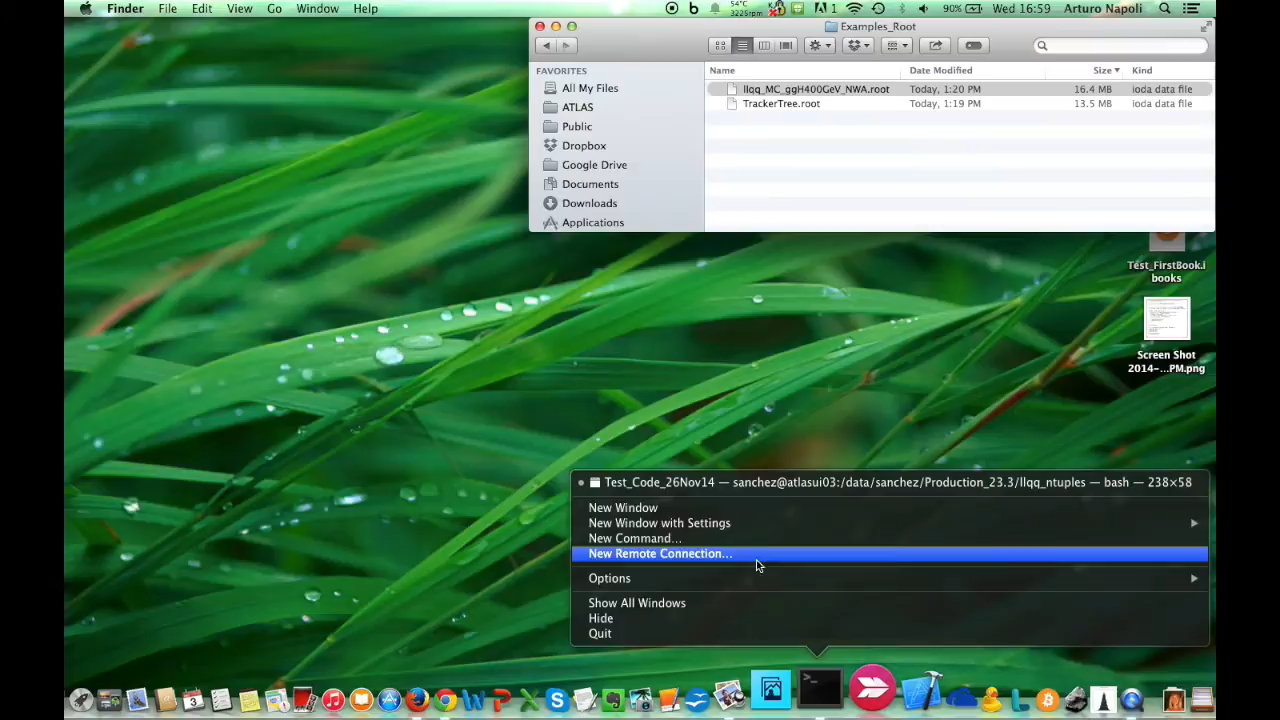 Finder File Edit View Go Window Help 54°C 3225rpm 1 90% Wed 16:59 Arturo Napoli
Examples_Root
FAVORITES
All My Files
ATLAS
Public
Dropbox
Google Drive
Documents
Downloads
Applications
Name Date Modified Size Kind
llqq_MC_ggH400GeV_NWA.root Today, 1:20 PM 16.4 MB ioda data file
TrackerTree.root Today, 1:19 PM 13.5 MB ioda data file
Test_FirstBook.i
books
Screen Shot
2014-...PM.png
Test_Code_26Nov14 — sanchez@atlasui03:/data/sanchez/Production_23.3/llqq_ntuples — bash — 238×58
New Window
New Window with Settings
New Command...
New Remote Connection...
Options
Show All Windows
Hide
Quit